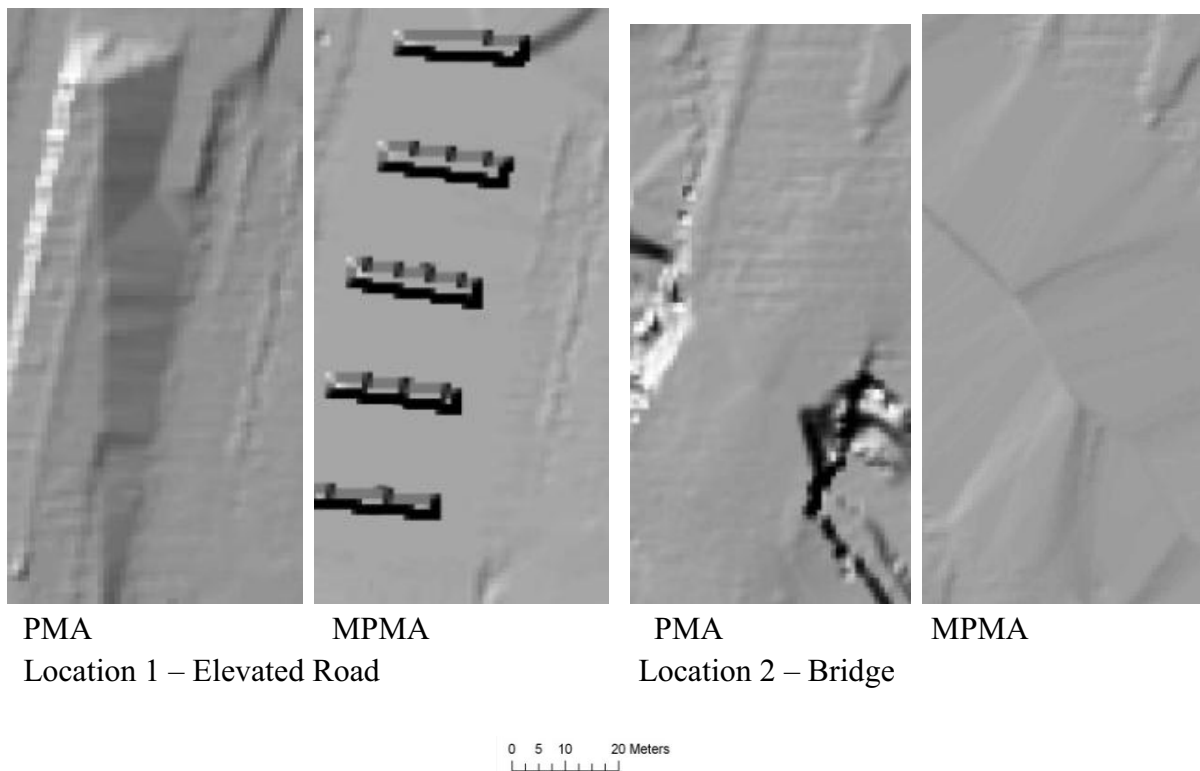 PMA MPMA PMA MPMA
Location 1 – Elevated Road Location 2 – Bridge
0 5 10 20 Meters